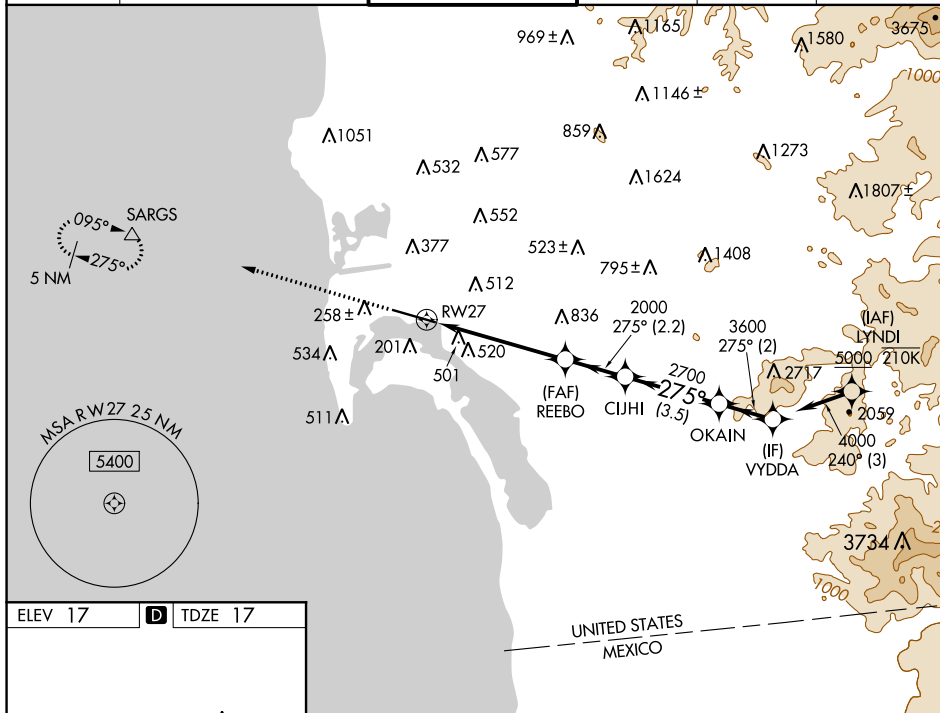 1165
969 ±
1580
3675
1000
1146 ±
1051
859
532
577
1273
1624
1807 ±
552
095°
SARGS
377
523 ±
1408
795 ±
275°
5 NM
512
2000
275° (2.2)
258 ±
RW27
836
3600
275° (2)
(IAF)
LYNDI
5000 210K
534
201
520
501
2717
2700
275°
(3.5)
(FAF)
REEBO
CIJHI
OKAIN
2059
511
(IF)
VYDDA
4000
240° (3)
MSA RW27 25 NM
5400
3734
1000
ELEV 17
D
TDZE 17
UNITED STATES
MEXICO